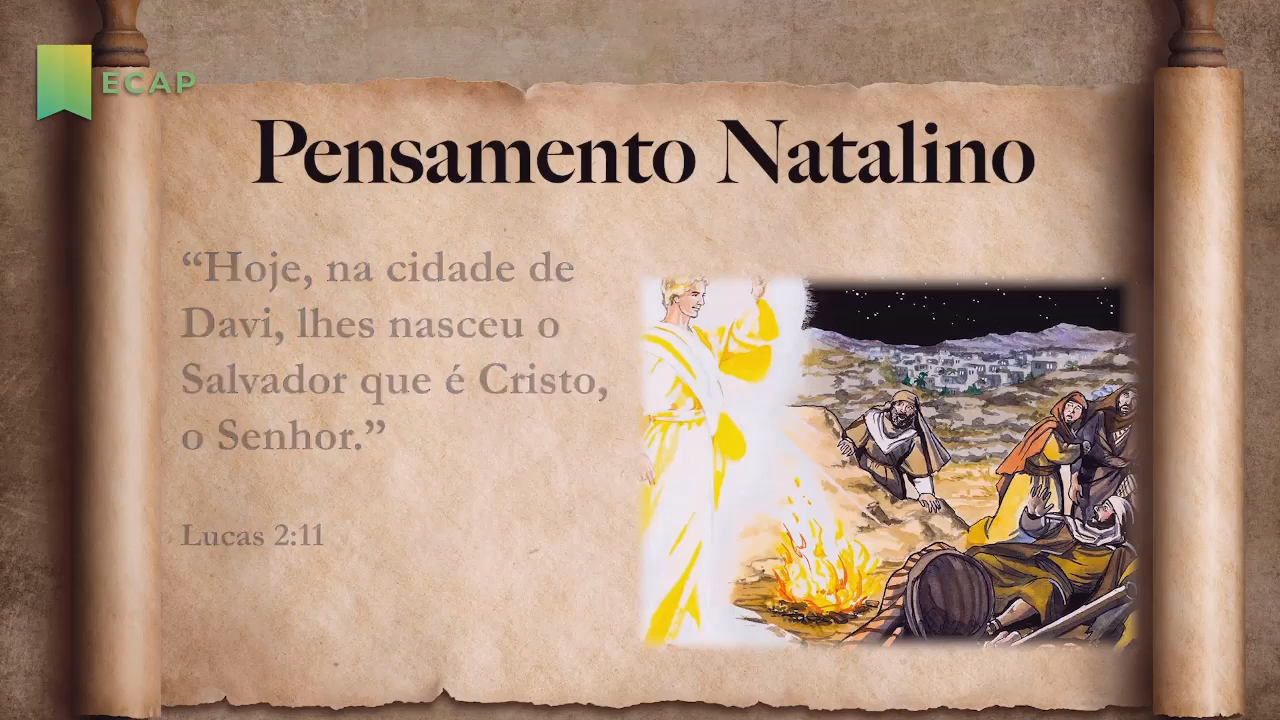 ECAP
Pensamento Natalino
“Hoje, na cidade de
Davi, lhes nasceu o
Salvador que é Cristo,
o Senhor.”
Lucas 2:11